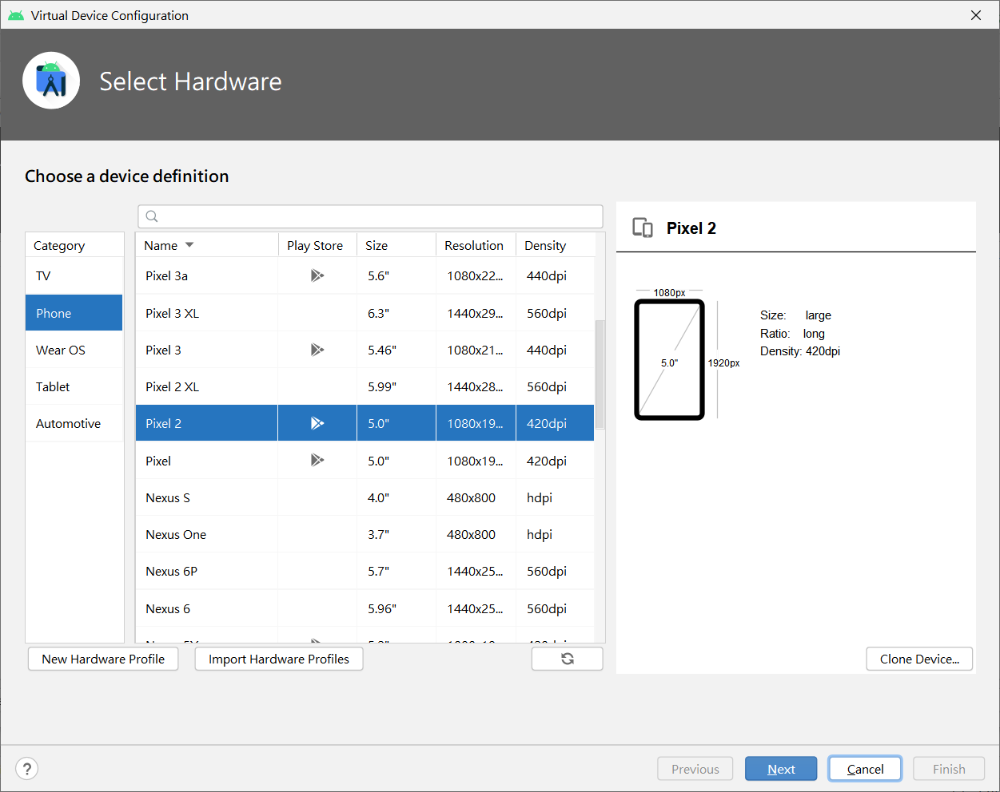 Virtual Device Configuration
Select Hardware
Choose a device definition
Category
TV
Phone
Wear OS
Tablet
Automotive
Name Play Store Size Resolution Density
Pixel 3a 5.6" 1080x22... 440dpi
Pixel 3 XL 6.3" 1440x29... 560dpi
Pixel 3 5.46" 1080x21... 440dpi
Pixel 2 XL 5.99" 1440x28... 560dpi
Pixel 2 5.0" 1080x19... 420dpi
Pixel 5.0" 1080x19... 420dpi
Nexus S 4.0" 480x800 hdpi
Nexus One 3.7" 480x800 hdpi
Nexus 6P 5.7" 1440x25... 560dpi
Nexus 6 5.96" 1440x25... 560dpi
New Hardware Profile
Import Hardware Profiles
Pixel 2
1080px
5.0"
1920px
Size: large
Ratio: long
Density: 420dpi
Clone Device...
?
Previous
Next
Cancel
Finish